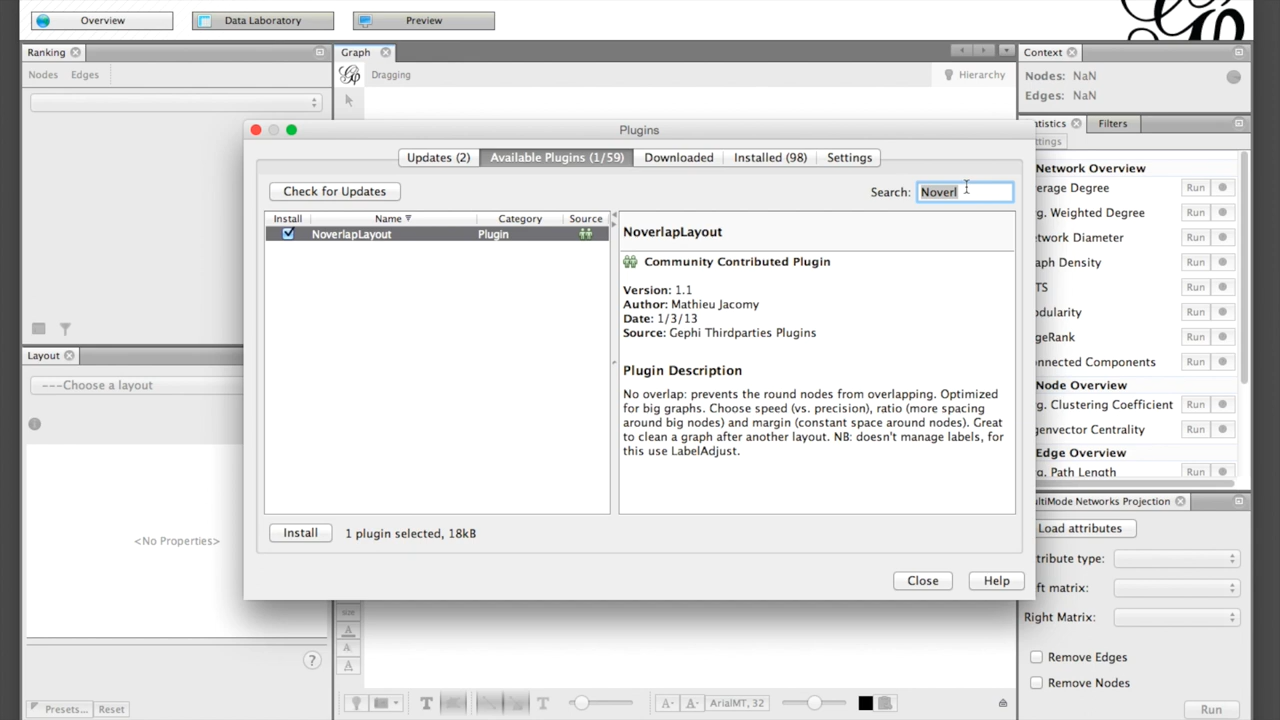 Overview
Data Laboratory
Preview
Ranking
Nodes
Edges
Graph
Dragging
Hierarchy
Context
Nodes: NaN
Edges: NaN
atistics
Filters
ttings
Network Overview
erage Degree
Run
g. Weighted Degree
Run
etwork Diameter
Run
aph Density
Run
TS
Run
odularity
Run
geRank
Run
onnected Components
Run
Node Overview
g. Clustering Coefficient
Run
genvector Centrality
Run
Edge Overview
g. Path Length
Run
Plugins
Updates (2)
Available Plugins (1/59)
Downloaded
Installed (98)
Settings
Check for Updates
Search: Noverl
Install
Name
Category
Source
NoverlapLayout
Plugin
NoverlapLayout
Community Contributed Plugin
Version: 1.1
Author: Mathieu Jacomy
Date: 1/3/13
Source: Gephi Thirdparties Plugins
Plugin Description
No overlap: prevents the round nodes from overlapping. Optimized
for big graphs. Choose speed (vs. precision), ratio (more spacing
around big nodes) and margin (constant space around nodes). Great
to clean a graph after another layout. NB: doesn't manage labels, for
this use LabelAdjust.
Install
1 plugin selected, 18kB
Close
Help
Layout
---Choose a layout
<No Properties>
?
Presets...
Reset
size
A
A
A
T
T
A-
A-
ArialMT, 32
ultiMode Networks Projection
Load attributes
tribute type:
ft matrix:
Right Matrix:
Remove Edges
Remove Nodes
Run